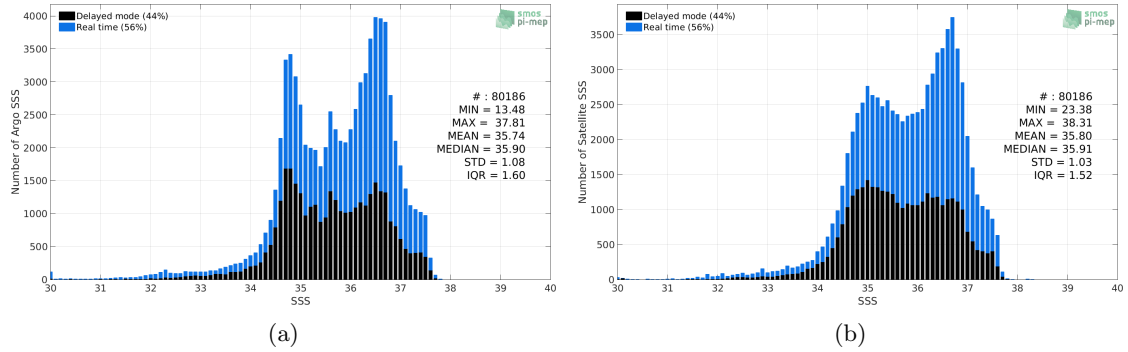 Delayed mode (44%)
Real time (56%)
smos
pi-mep
# : 80186
MIN = 13.48
MAX = 37.81
MEAN = 35.74
MEDIAN = 35.90
STD = 1.08
IQR = 1.60
Number of Argo SSS
4000
3500
3000
2500
2000
1500
1000
500
0
30 31 32 33 34 35 36 37 38 39 40
SSS
(a)
Delayed mode (44%)
Real time (56%)
smos
pi-mep
# : 80186
MIN = 23.38
MAX = 38.31
MEAN = 35.80
MEDIAN = 35.91
STD = 1.03
IQR = 1.52
Number of Satellite SSS
3500
3000
2500
2000
1500
1000
500
0
30 31 32 33 34 35 36 37 38 39 40
SSS
(b)